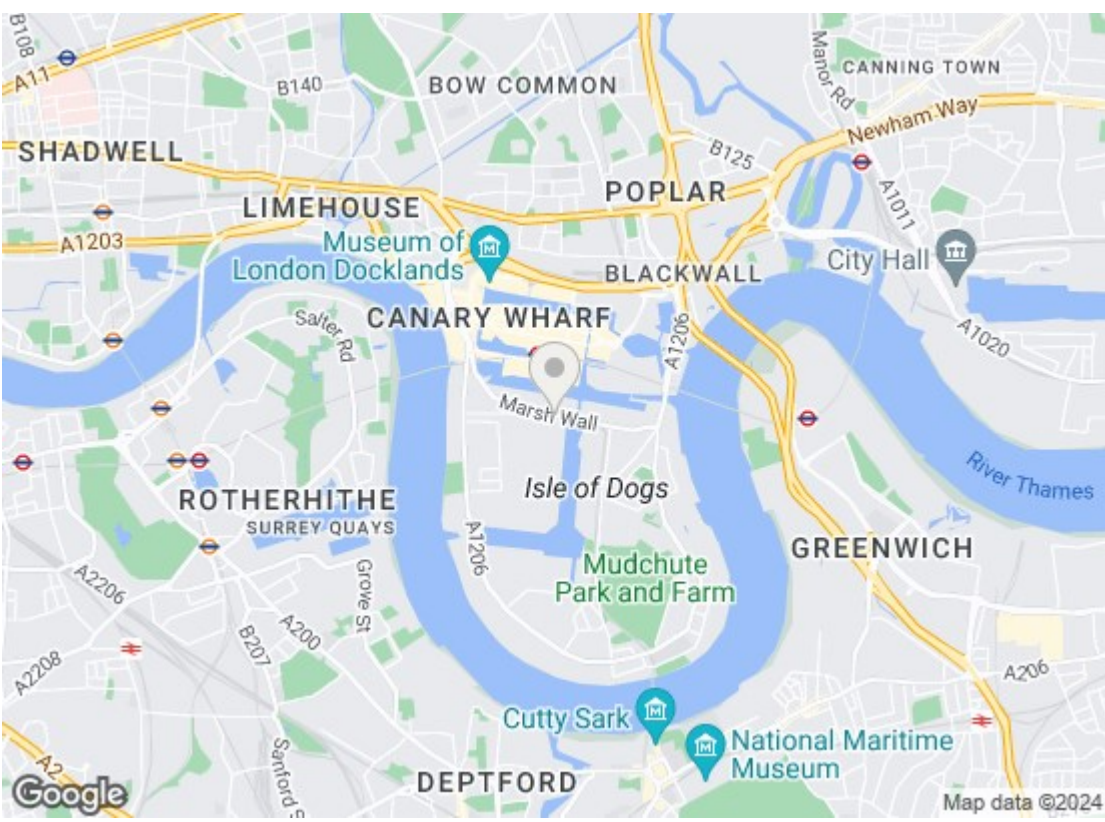 B108
A11
B140
BOW COMMON
Manor Rd
CANNING TOWN
Newham Way
SHADWELL
B125
POPLAR
LIMEHOUSE
A1011
A1203
Museum of
London Docklands
City Hall
BLACKWALL
CANARY WHARF
Salter Rd
A1206
A1020
Marsh Wall
River Thames
Isle of Dogs
ROTHERHITHE
SURREY QUAYS
A1206
GREENWICH
Mudchute
Park and Farm
A2206
Grove St
A200
B207
A2208
A206
Cutty Sark
National Maritime
Museum
A2
Sanford S
DEPTFORD
Google
Map data ©2024